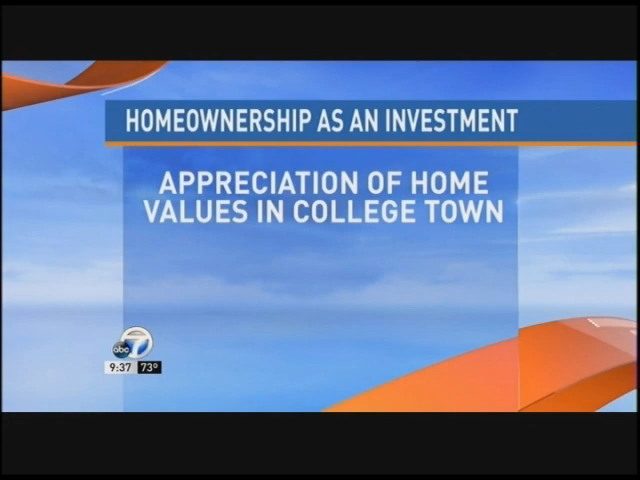 HOMEOWNERSHIP AS AN INVESTMENT
APPRECIATION OF HOME
VALUES IN COLLEGE TOWN
abc 7
9:37 73°